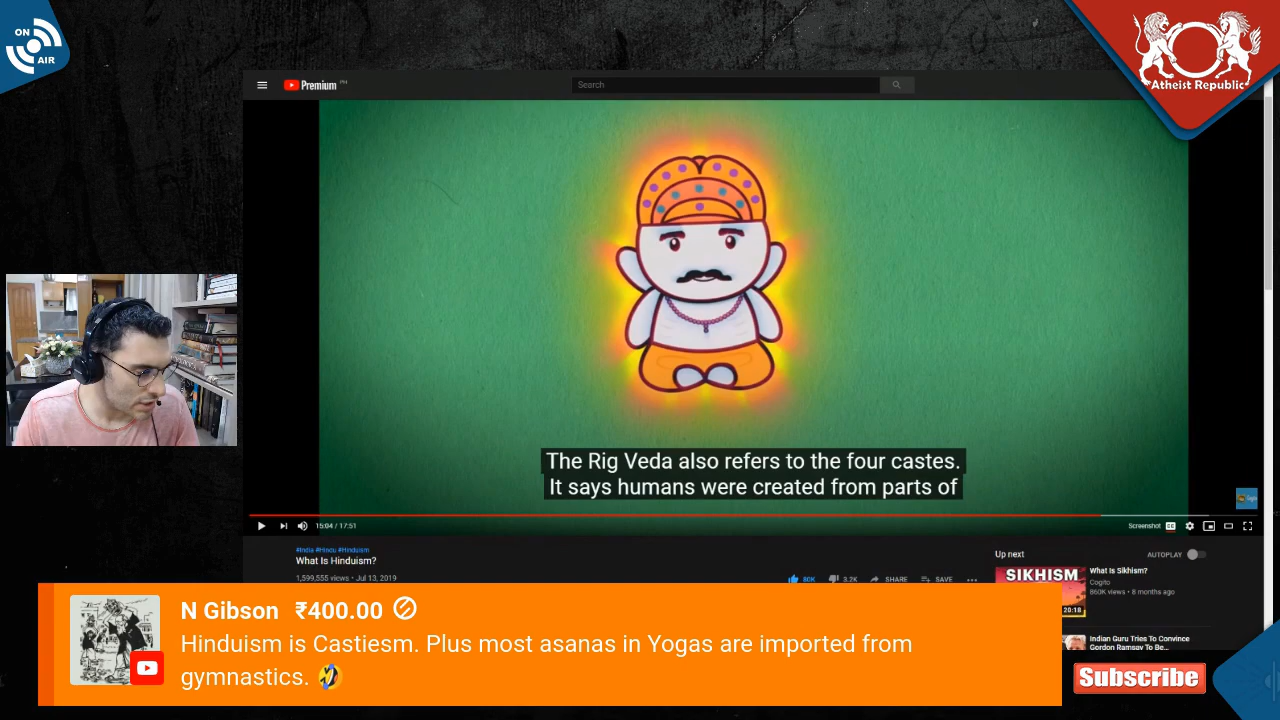 ON
AIR
Atheist Republic
Premium
PH
Search
The Rig Veda also refers to the four castes.
It says humans were created from parts of
15:04 / 17:51
Screenshot
CC
#India #Hindu #Hinduism
What Is Hinduism?
1,599,555 views • Jul 13, 2019
80K
3.2K
SHARE
SAVE
Up next
AUTOPLAY
SIKHISM
20:18
What Is Sikhism?
Cogito
850K views • 8 months ago
Indian Guru Tries To Convince
Gordon Ramsay To Be...
N Gibson ₹400.00
Hinduism is Castiesm. Plus most asanas in Yogas are imported from
gymnastics. 🤣
Subscribe